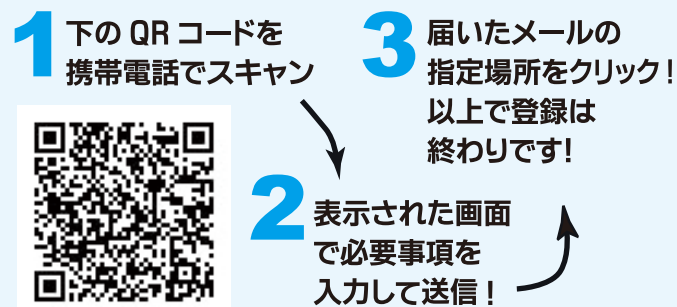 1 下のQRコードを
携帯電話でスキャン
2 表示された画面
で必要事項を
入力して送信！
3 届いたメールの
指定場所をクリック！
以上で登録は
終わりです！